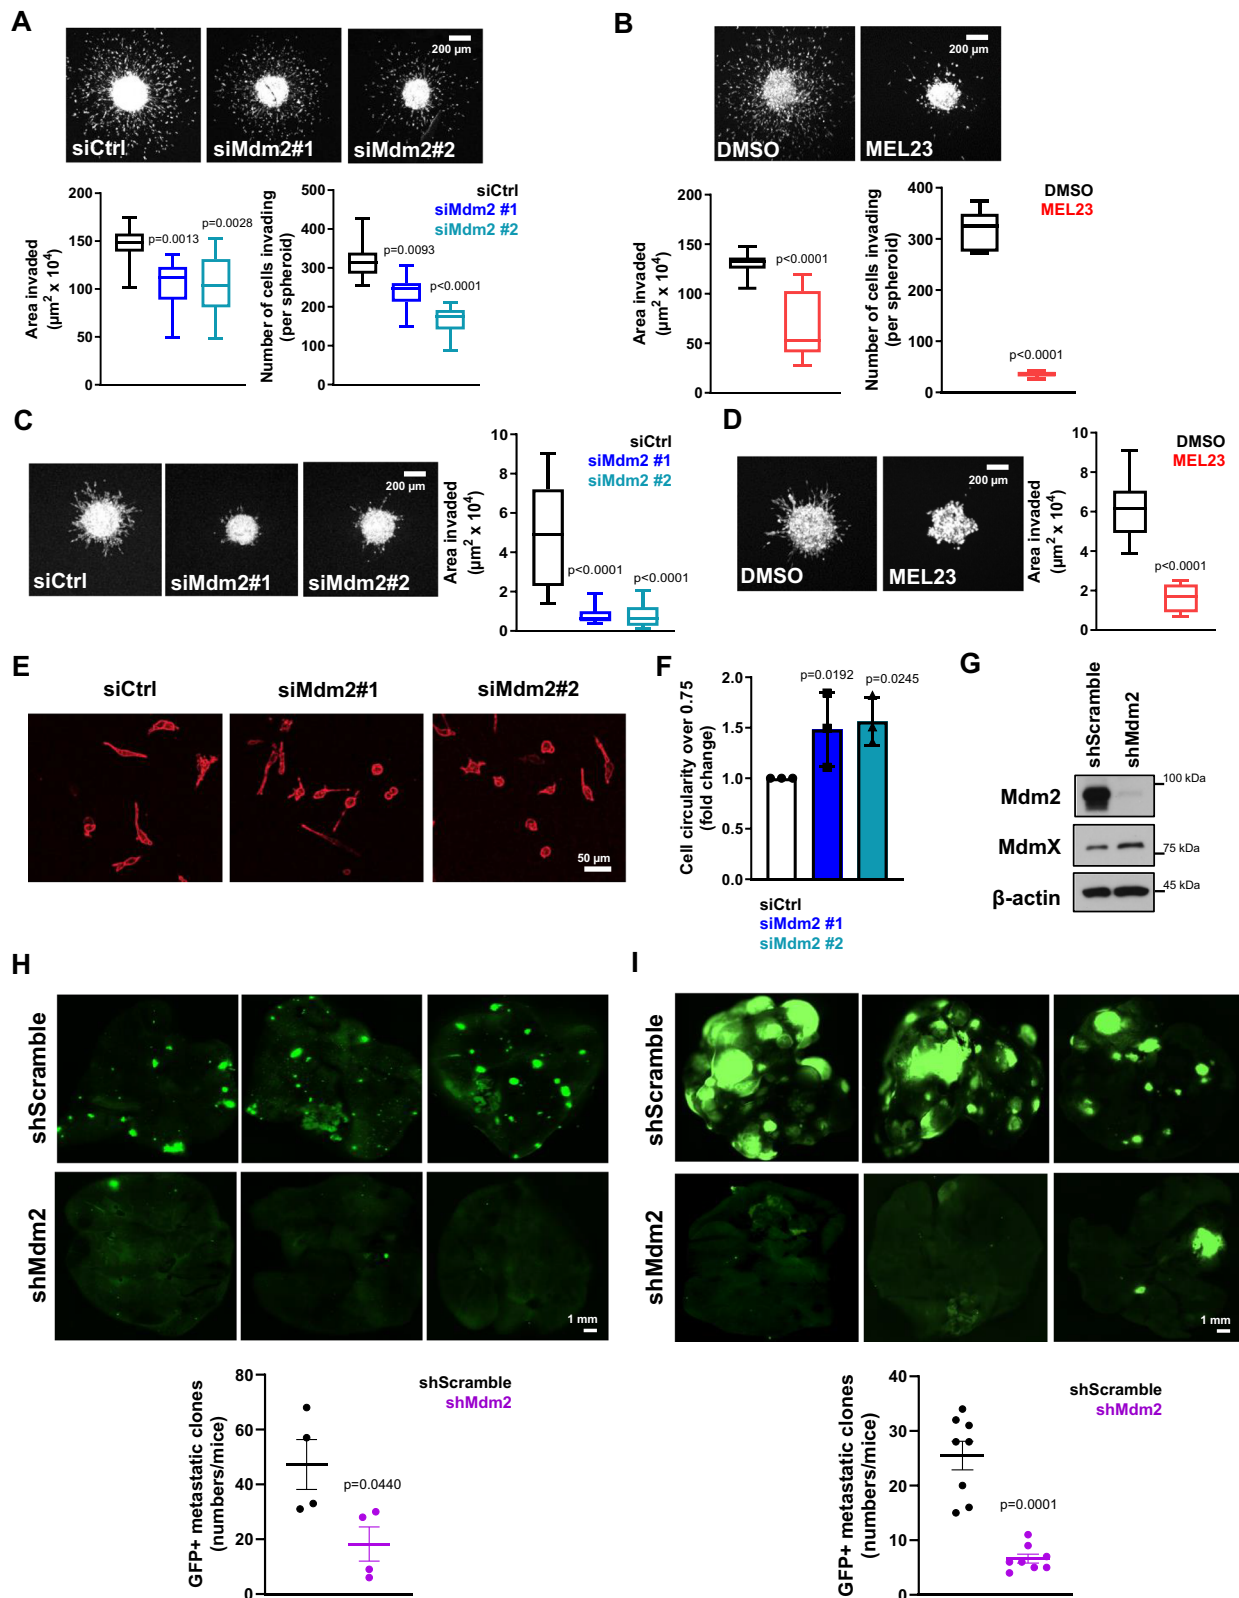 A
200 µm
siCtrl
siMdm2#1
siMdm2#2
Area invaded
(µm² x 10⁴)
200
150
100
50
0
p=0.0013
p=0.0028
Number of cells invading
(per spheroid)
500
400
300
200
100
0
p=0.0093
p<0.0001
siCtrl
siMdm2 #1
siMdm2 #2
B
200 µm
DMSO
MEL23
Area invaded
(µm² x 10⁴)
200
150
100
50
0
p<0.0001
Number of cells invading
(per spheroid)
400
300
200
100
0
p<0.0001
DMSO
MEL23
C
200 µm
siCtrl
siMdm2#1
siMdm2#2
Area invaded
(µm² x 10⁴)
10
8
6
4
2
0
p<0.0001
p<0.0001
siCtrl
siMdm2 #1
siMdm2 #2
D
200 µm
DMSO
MEL23
Area invaded
(µm² x 10⁴)
10
8
6
4
2
0
p<0.0001
DMSO
MEL23
E
siCtrl
siMdm2#1
siMdm2#2
50 µm
F
Cell circularity over 0.75
(fold change)
2.0
1.5
1.0
0.5
0.0
p=0.0192
p=0.0245
siCtrl
siMdm2 #1
siMdm2 #2
G
shScramble
shMdm2
Mdm2
100 kDa
MdmX
75 kDa
β-actin
45 kDa
H
shScramble
shMdm2
1 mm
GFP+ metastatic clones
(numbers/mice)
80
60
40
20
0
p=0.0440
shScramble
shMdm2
I
shScramble
shMdm2
1 mm
GFP+ metastatic clones
(numbers/mice)
40
30
20
10
0
p=0.0001
shScramble
shMdm2